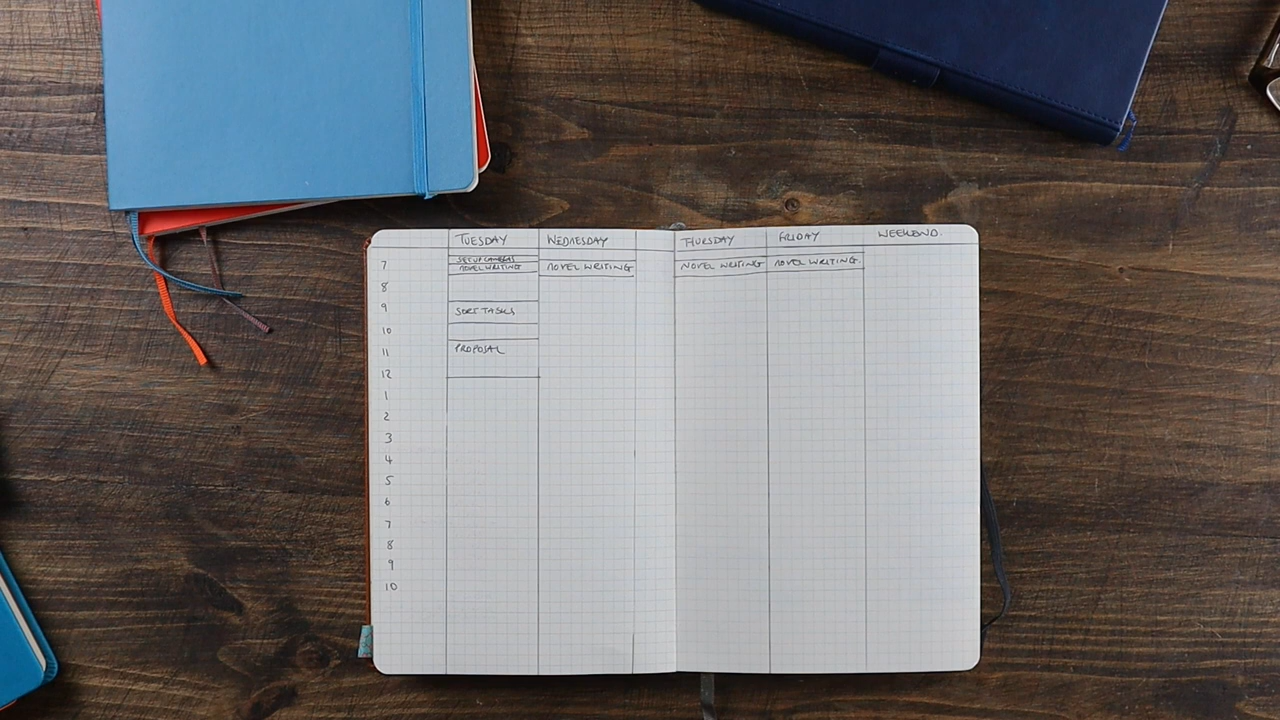 TUESDAY WEDNESDAY THURSDAY FRIDAY WEEKEND.
SET UP CAMERAS
7 NOVEL WRITING NOVEL WRITING NOVEL WRITING NOVEL WRITING.
8
9 SORT TASKS
10
11 PROPOSAL
12
1
2
3
4
5
6
7
8
9
10